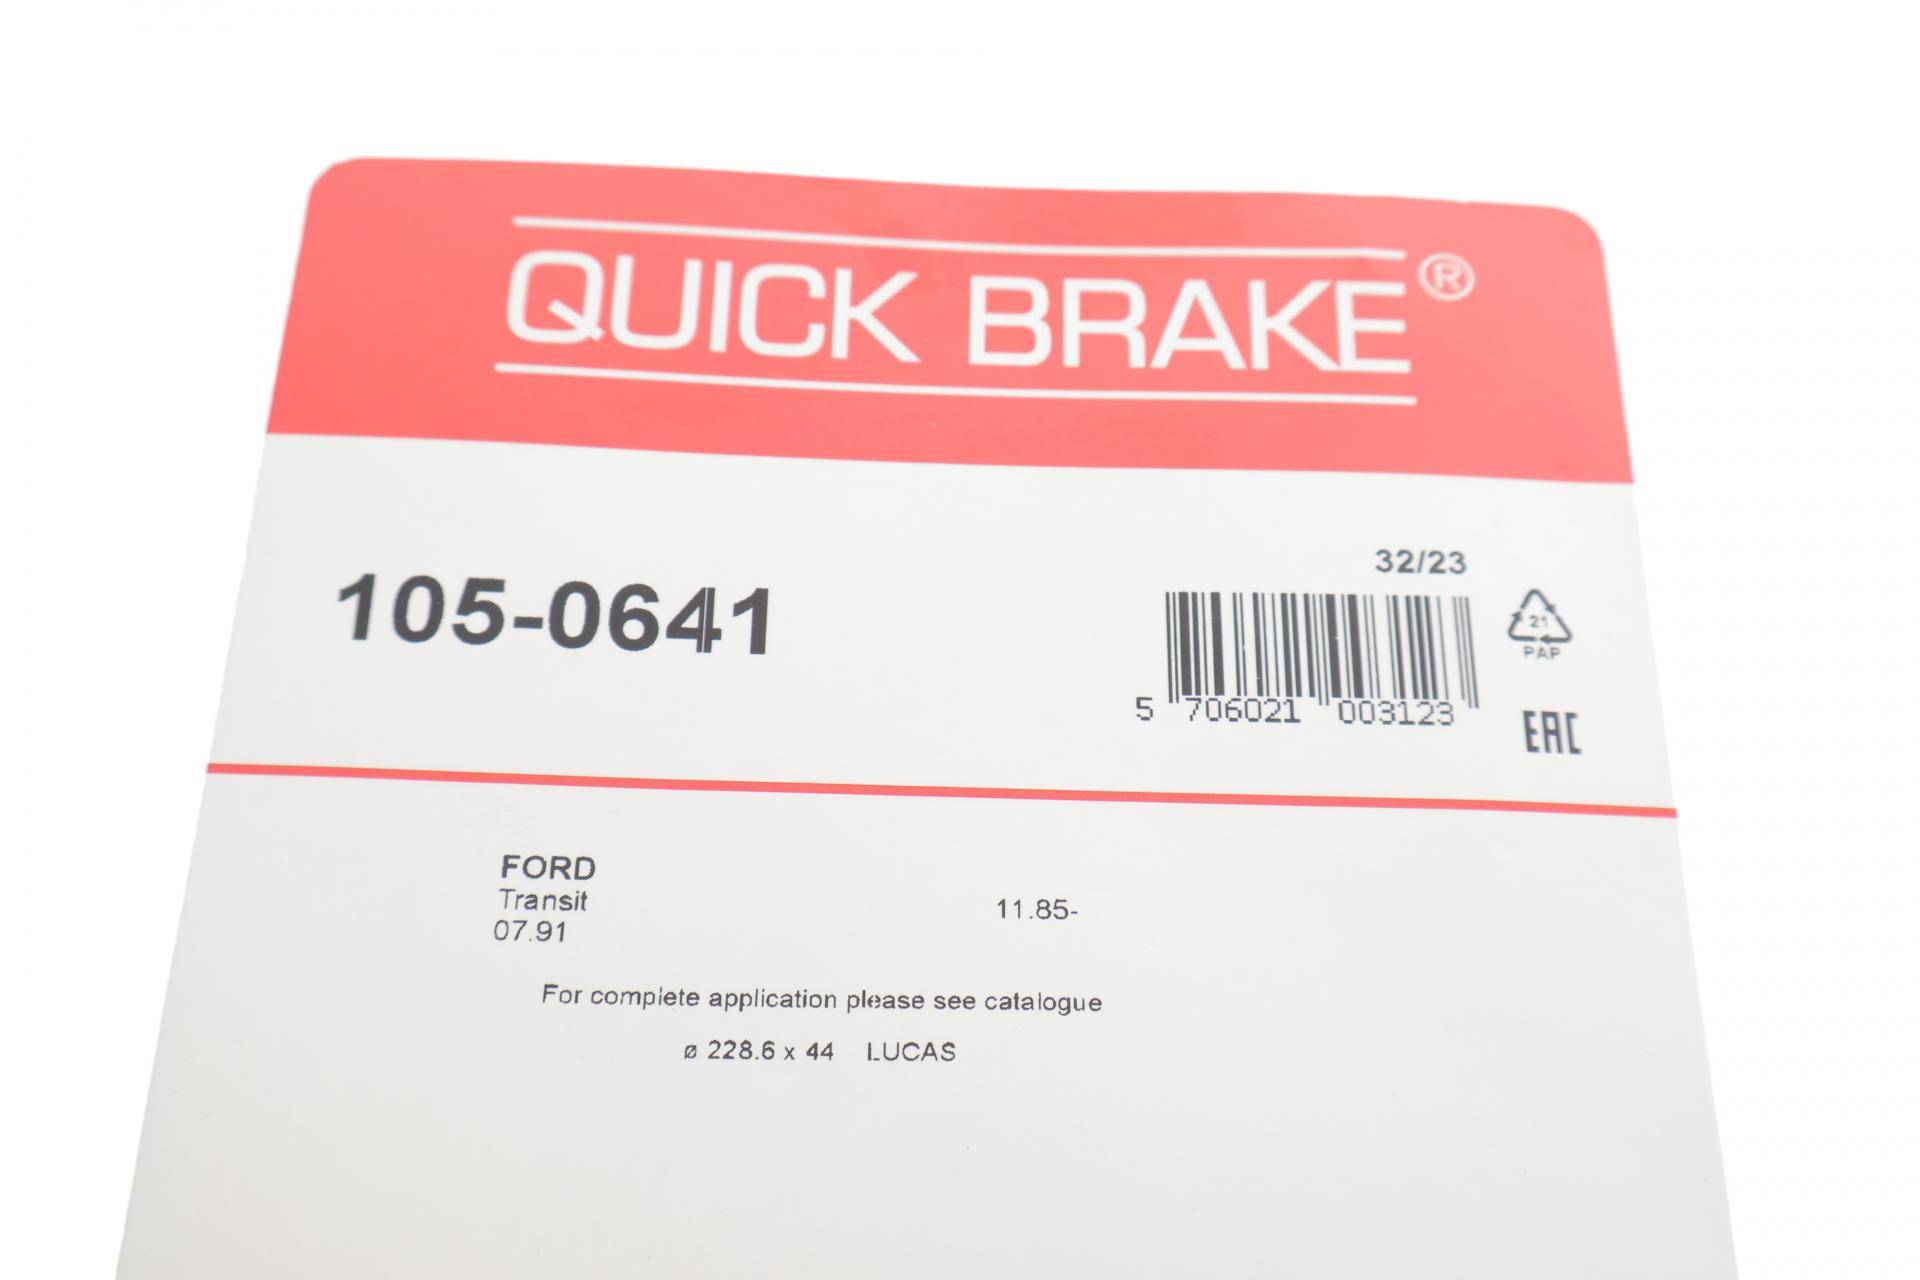 QUICK BRAKE®
105-0641
32/23
5 706021 003123
21
PAP
EAC
FORD
Transit 11.85-
07.91
For complete application please see catalogue
ø 228.6 x 44 LUCAS